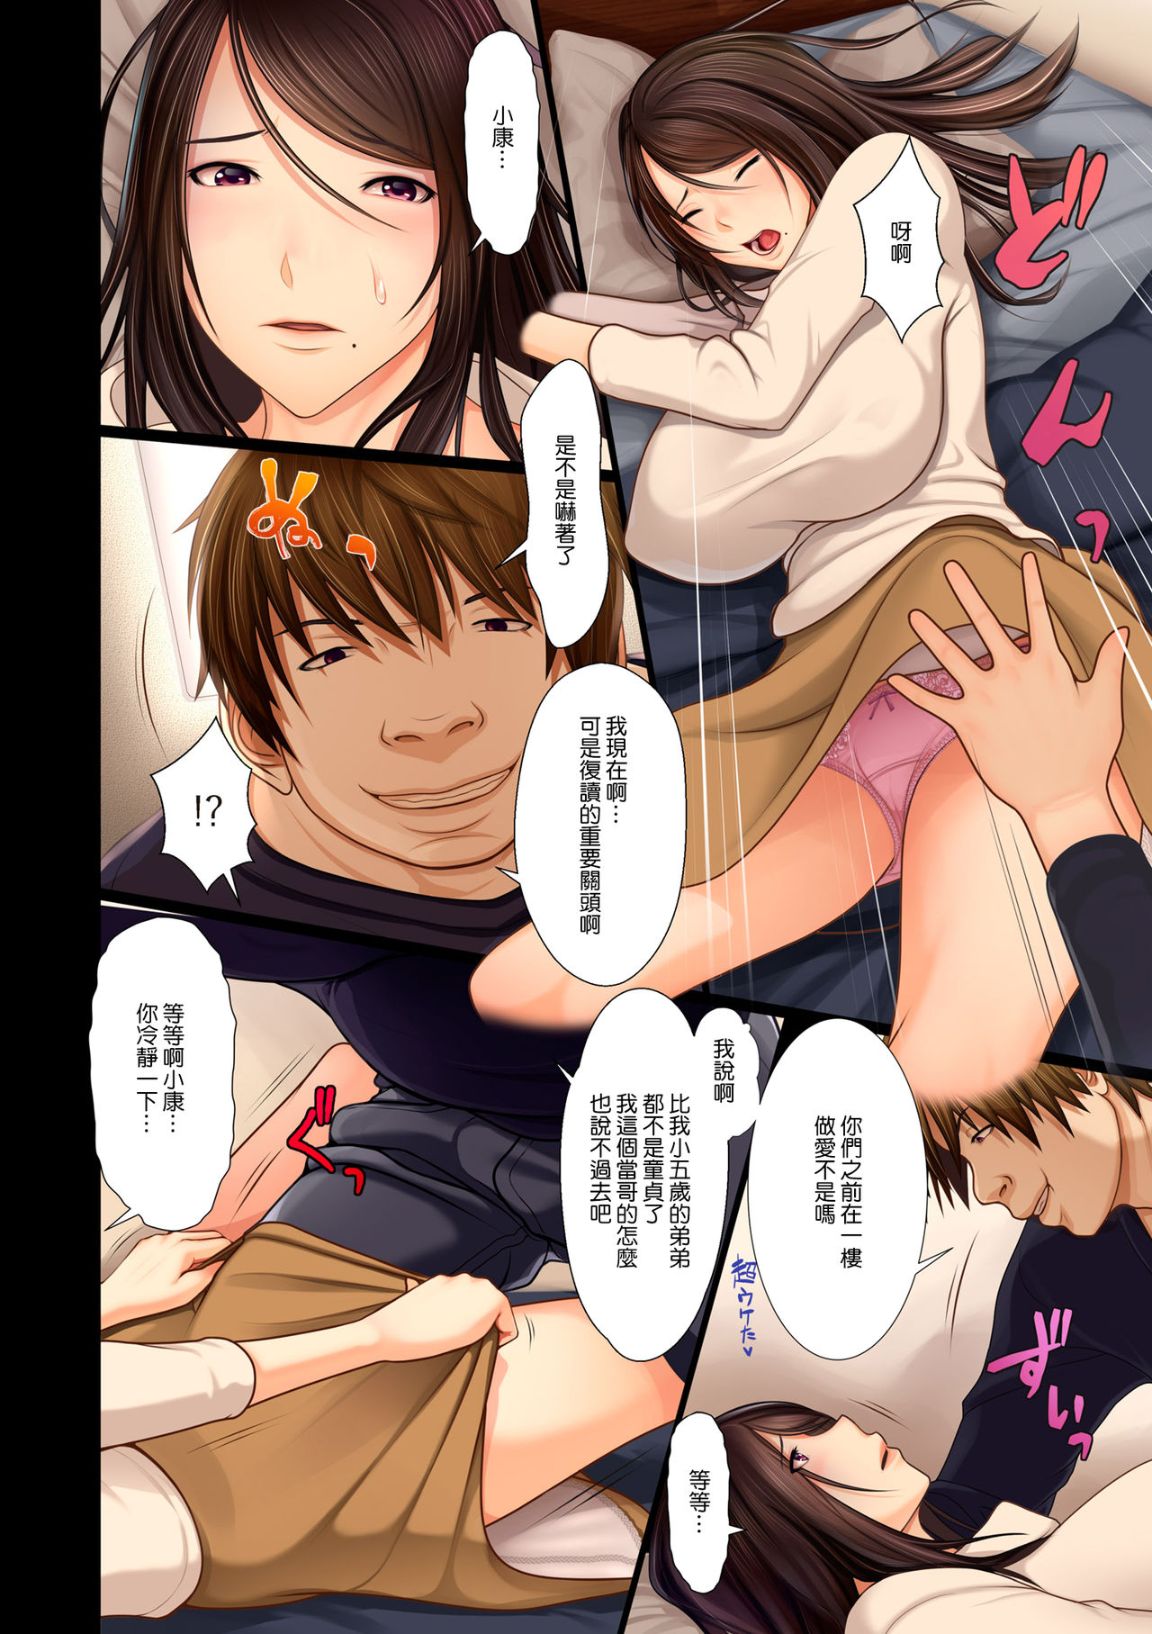 呀啊
どんっ
小康…
是不是嚇著了
ぬっ
我現在啊…
可是復讀的重要關頭啊
!?
你們之前在一樓
做愛不是嗎
超ウケた♥
ずいっ
等等…
我說啊
比我小五歲的弟弟
都不是童貞了
我這個當哥的怎麼
也說不過去吧
ぐいっ
等等啊小康…
你冷靜一下…